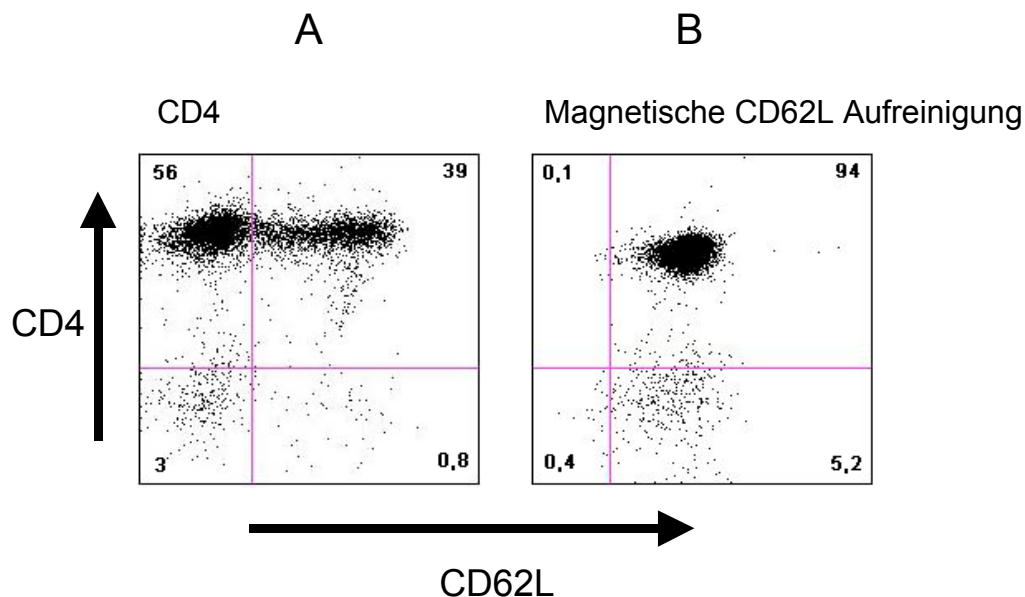 A
B
CD4
Magnetische CD62L Aufreinigung
56
39
0,1
94
CD4
3
0,8
0,4
5,2
CD62L